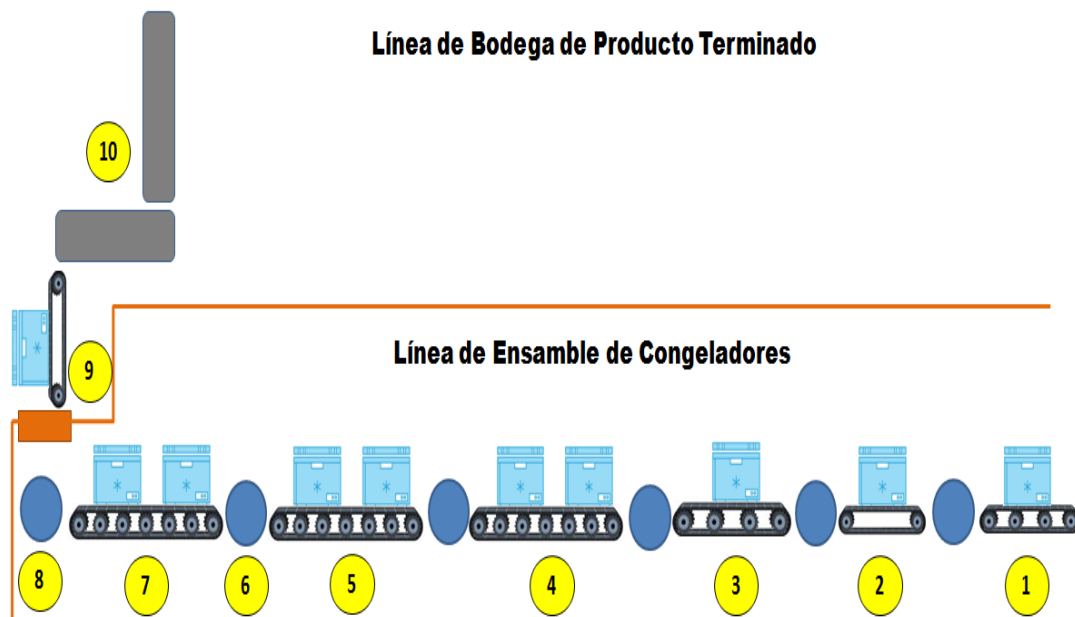 Línea de Bodega de Producto Terminado
10
9
Línea de Ensamble de Congeladores
8 7 6 5 4 3 2 1